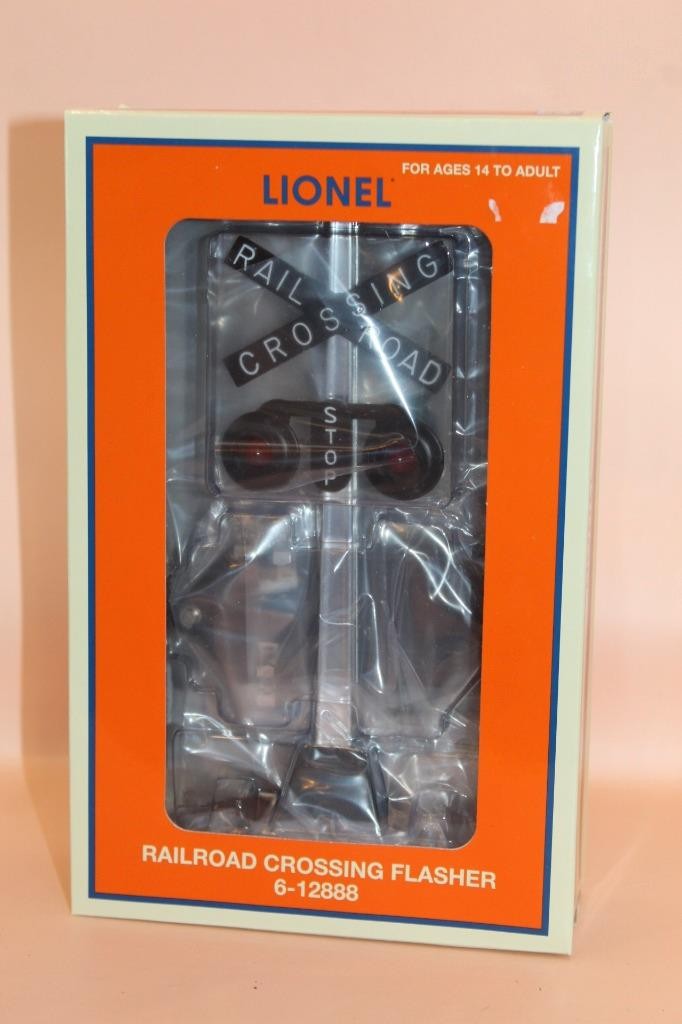 FOR AGES 14 TO ADULT
LIONEL
RAIL ROAD
CROSSING
STOP
RAILROAD CROSSING FLASHER
6-12888